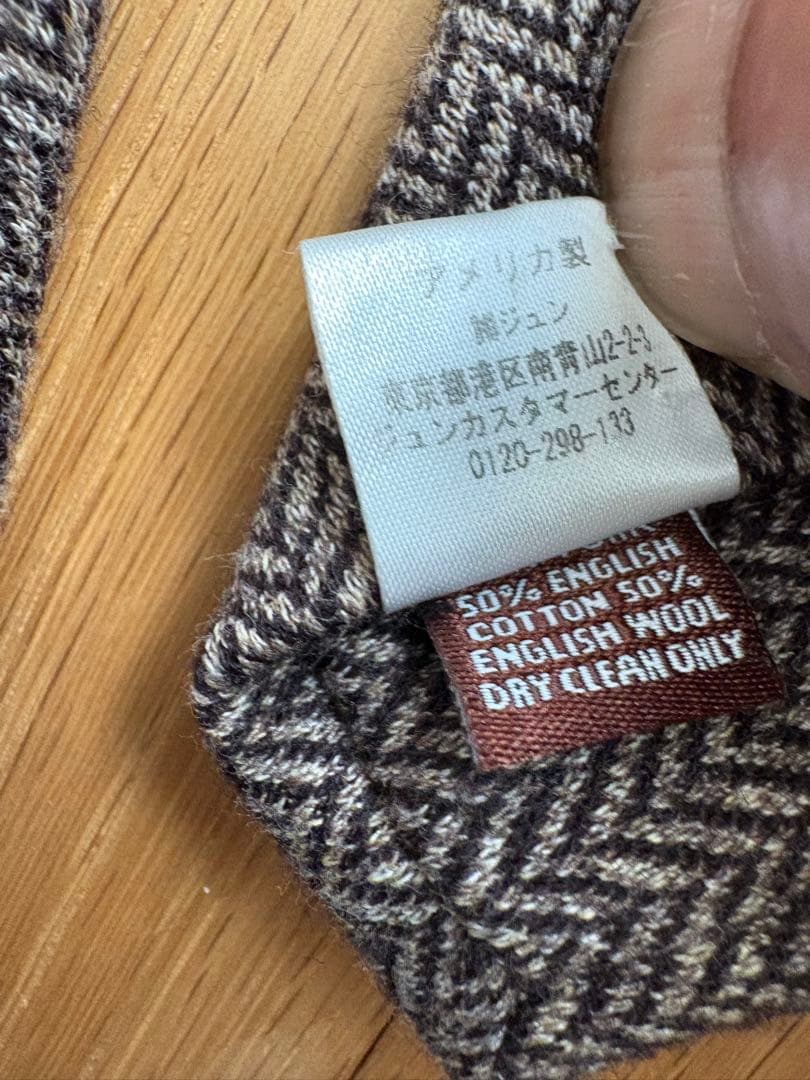 アメリカ製
㈱ジュン
東京都港区南青山2-2-3
ジュンカスタマーセンター
0120-298-133
50% ENGLISH
COTTON 50%
ENGLISH WOOL
DRY CLEAN ONLY